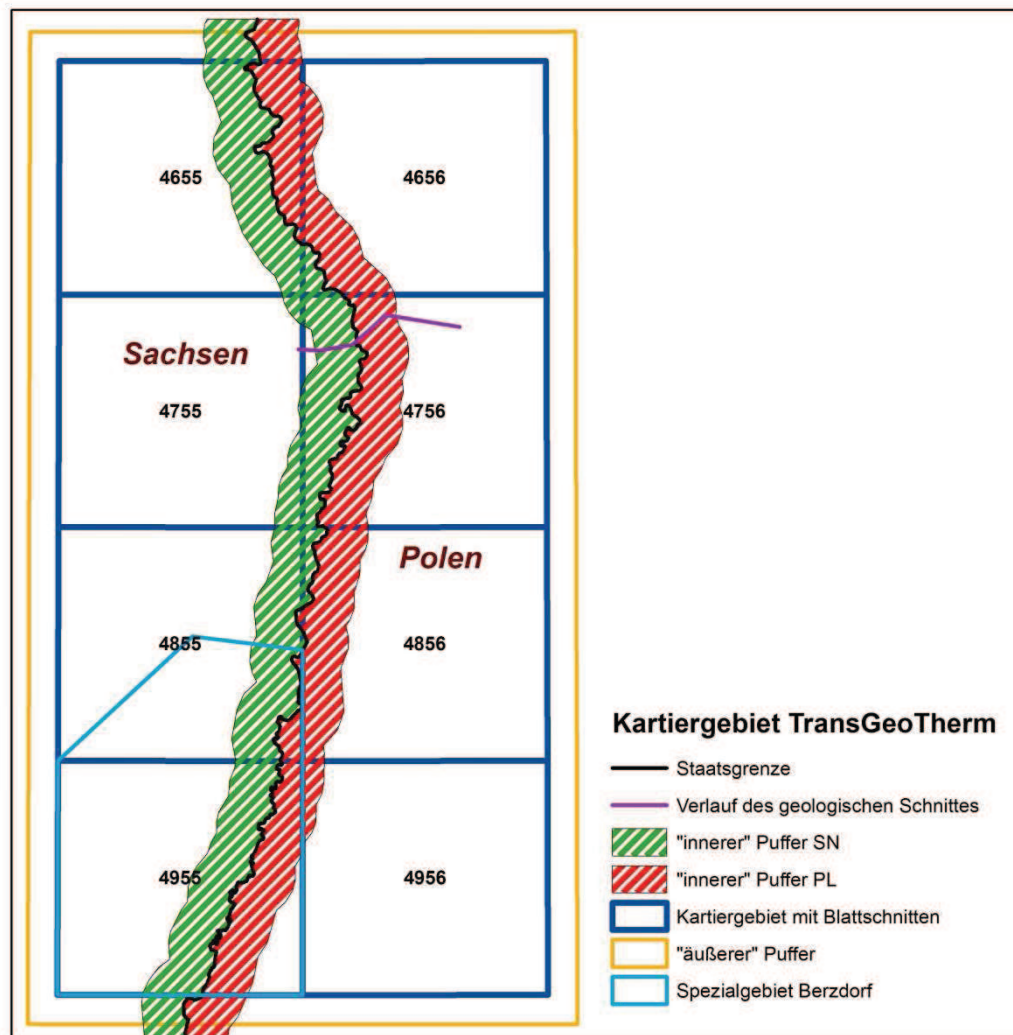 4655
4656
Sachsen
4755
4756
Polen
4855
4856
4955
4956
Kartiergebiet TransGeoTherm
Staatsgrenze
Verlauf des geologischen Schnittes
"innerer" Puffer SN
"innerer" Puffer PL
Kartiergebiet mit Blattschnitten
"äußerer" Puffer
Spezialgebiet Berzdorf